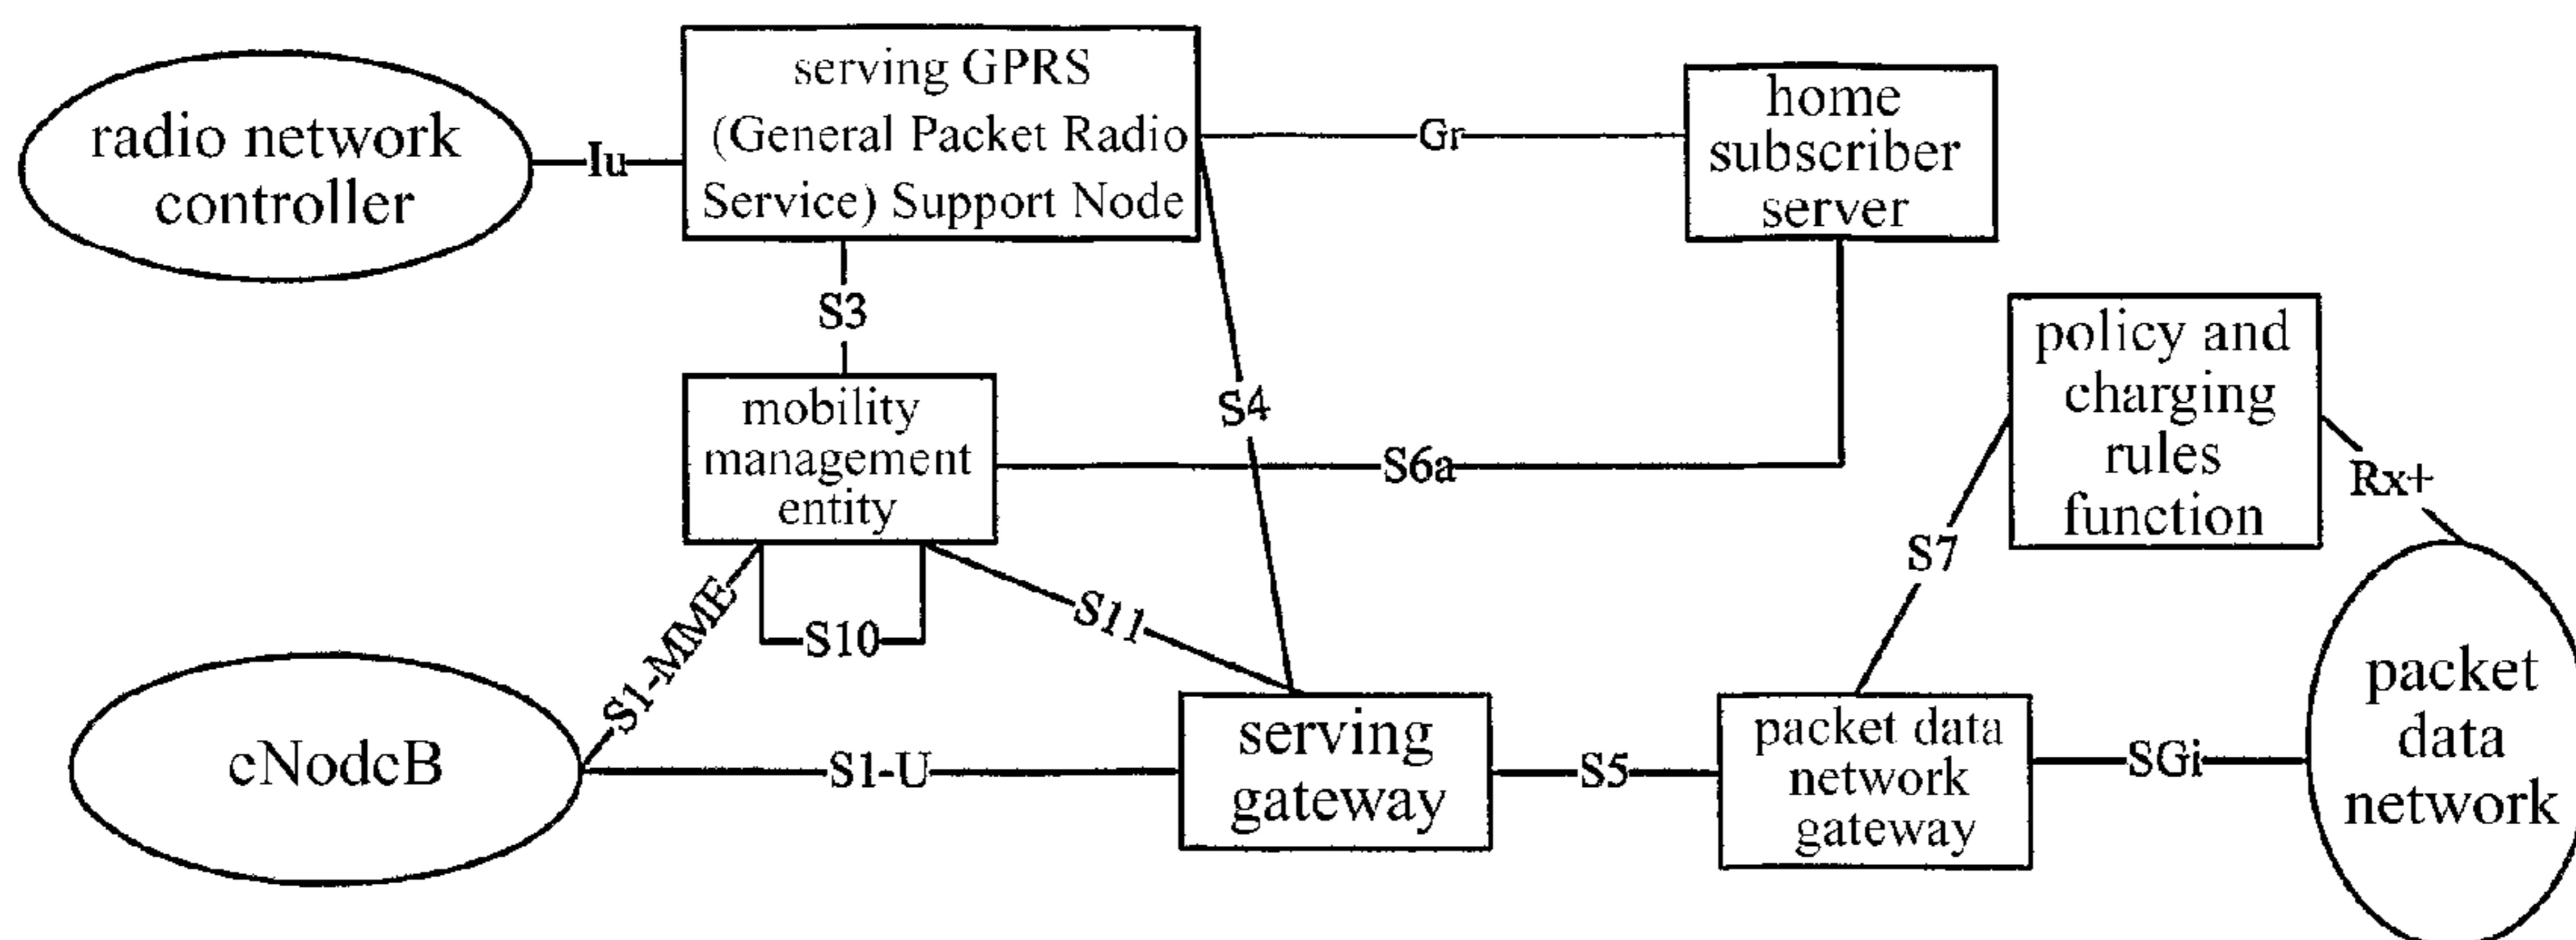 radio network
controller
Iu
serving GPRS
(General Packet Radio
Service) Support Node
Gr
home
subscriber
server
S3
S4
mobility
management
entity
S6a
policy and
charging
rules
function
Rx+
S7
S1-MME
S10
S11
eNodeB
S1-U
serving
gateway
S5
packet data
network
gateway
SGi
packet
data
network